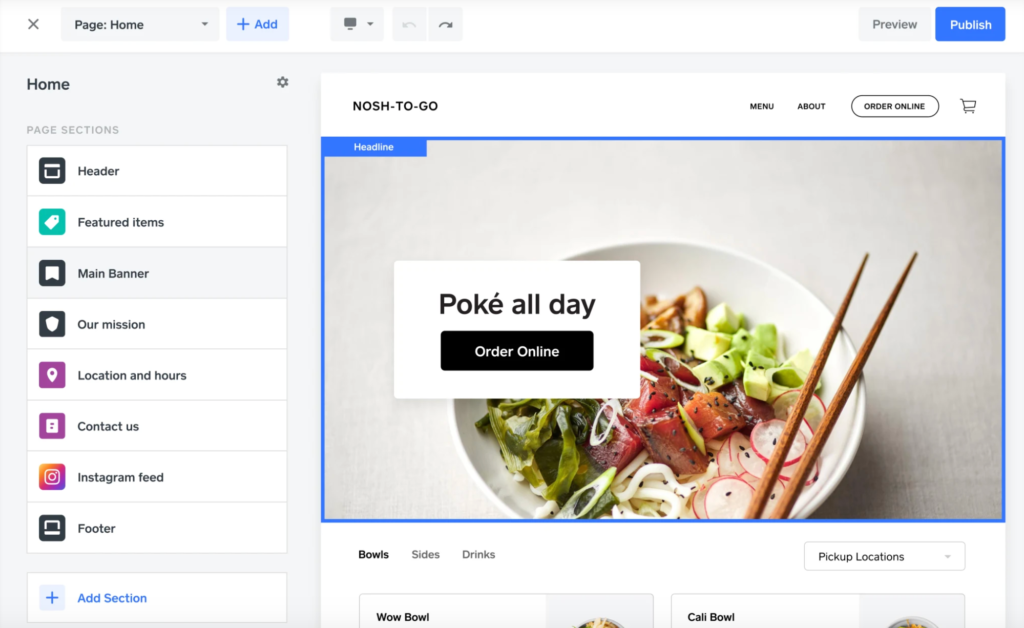 Page: Home
Add
Preview
Publish
Home
PAGE SECTIONS
Header
Featured items
Main Banner
Our mission
Location and hours
Contact us
Instagram feed
Footer
Add Section
NOSH-TO-GO
MENU
ABOUT
ORDER ONLINE
Headline
Poké all day
Order Online
Bowls
Sides
Drinks
Pickup Locations
Wow Bowl
Cali Bowl